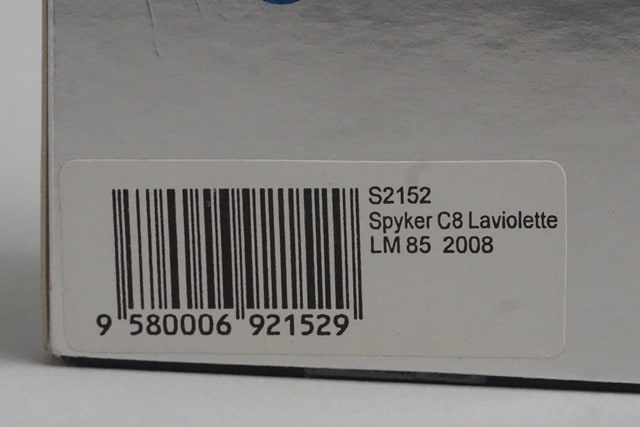 S2152
Spyker C8 Laviolette
LM 85 2008
9 580006 921529